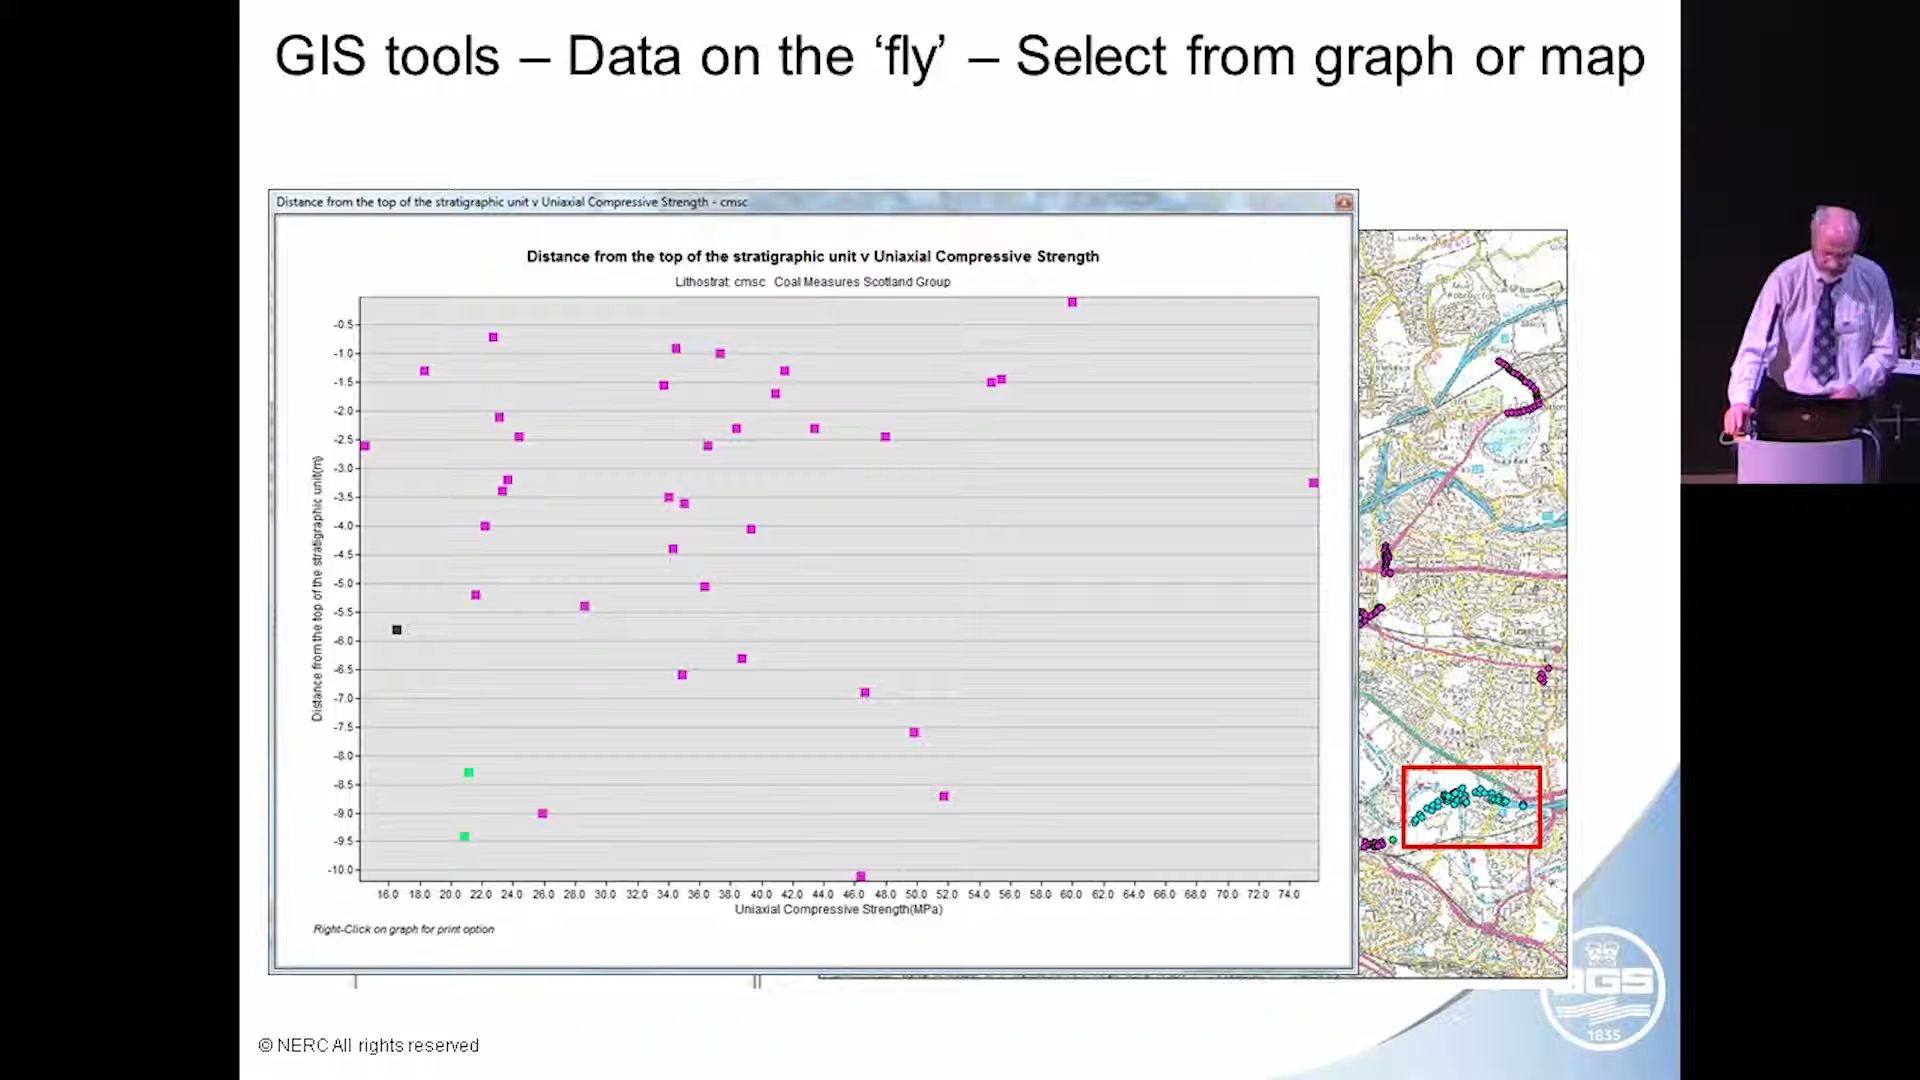 GIS tools – Data on the ‘fly’ – Select from graph or map
Distance from the top of the stratigraphic unit v Uniaxial Compressive Strength - cmsc
Distance from the top of the stratigraphic unit v Uniaxial Compressive Strength
Lithostrat: cmsc Coal Measures Scotland Group
Distance from the top of the stratigraphic unit(m)
-0.5
-1.0
-1.5
-2.0
-2.5
-3.0
-3.5
-4.0
-4.5
-5.0
-5.5
-6.0
-6.5
-7.0
-7.5
-8.0
-8.5
-9.0
-9.5
-10.0
16.0 18.0 20.0 22.0 24.0 26.0 28.0 30.0 32.0 34.0 36.0 38.0 40.0 42.0 44.0 46.0 48.0 50.0 52.0 54.0 56.0 58.0 60.0 62.0 64.0 66.0 68.0 70.0 72.0 74.0
Uniaxial Compressive Strength(MPa)
Right-Click on graph for print option
BGS
1835
© NERC All rights reserved